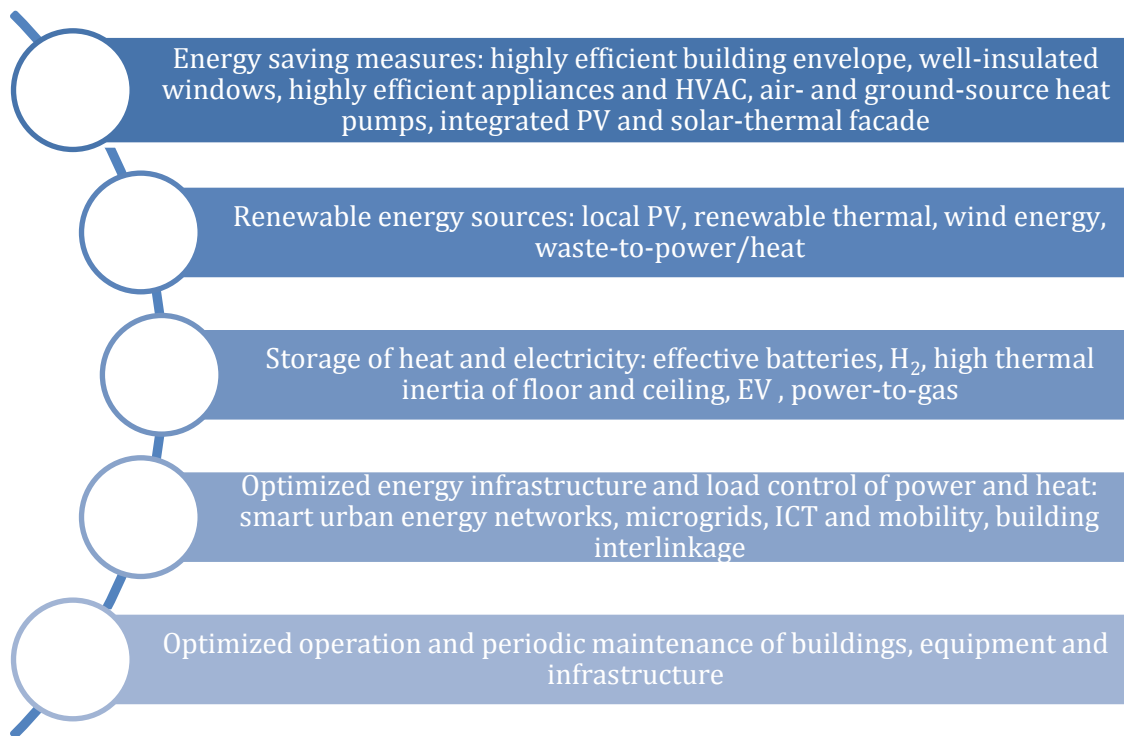 Energy saving measures: highly efficient building envelope, well-insulated
windows, highly efficient appliances and HVAC, air- and ground-source heat
pumps, integrated PV and solar-thermal facade
Renewable energy sources: local PV, renewable thermal, wind energy,
waste-to-power/heat
Storage of heat and electricity: effective batteries, H₂, high thermal
inertia of floor and ceiling, EV , power-to-gas
Optimized energy infrastructure and load control of power and heat:
smart urban energy networks, microgrids, ICT and mobility, building
interlinkage
Optimized operation and periodic maintenance of buildings, equipment and
infrastructure